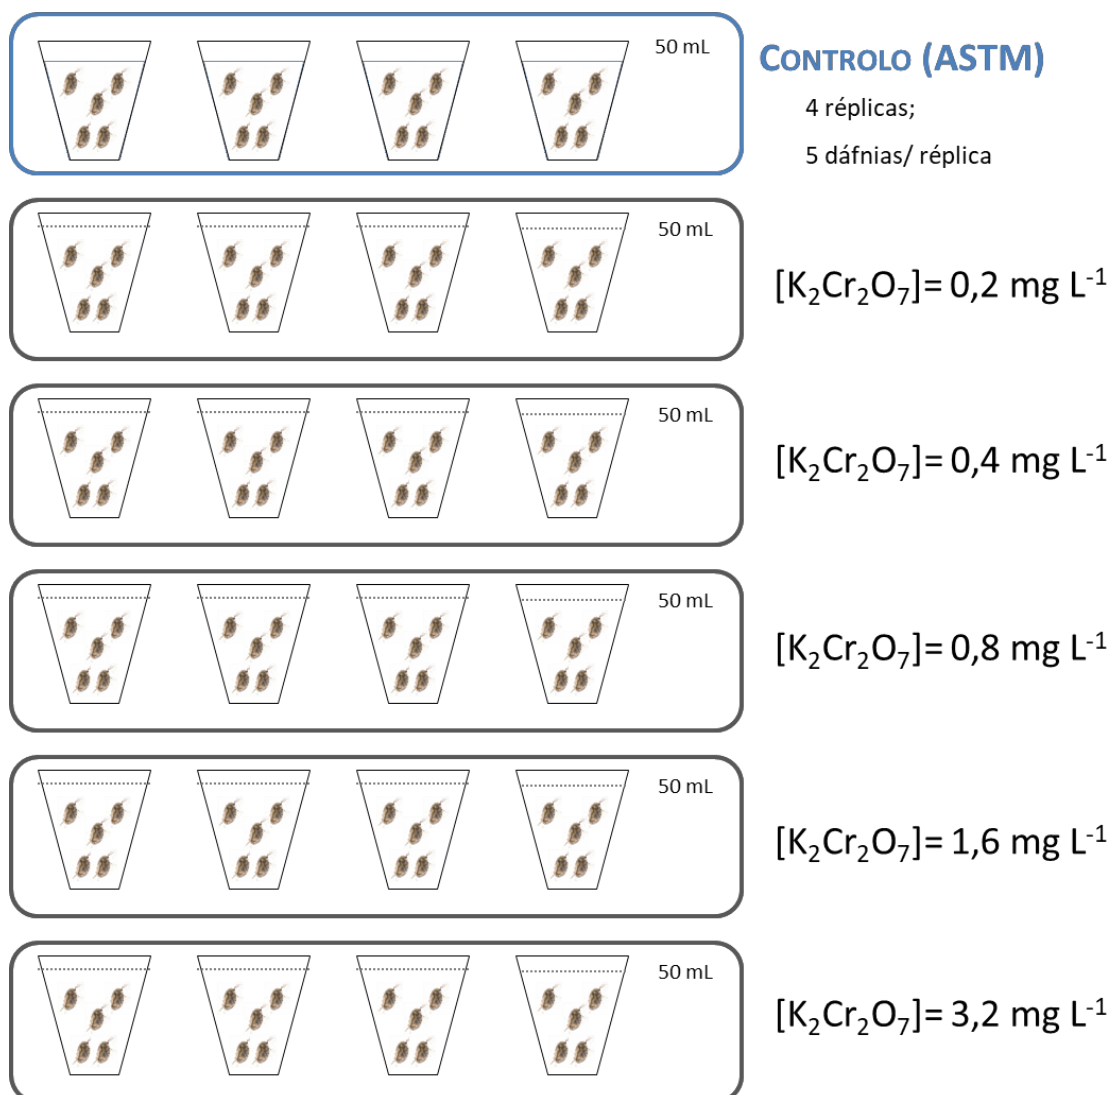 50 mL
CONTROLO (ASTM)
4 réplicas;
5 dáfnias/ réplica
50 mL
[K₂Cr₂O₇]= 0,2 mg L⁻¹
50 mL
[K₂Cr₂O₇]= 0,4 mg L⁻¹
50 mL
[K₂Cr₂O₇]= 0,8 mg L⁻¹
50 mL
[K₂Cr₂O₇]= 1,6 mg L⁻¹
50 mL
[K₂Cr₂O₇]= 3,2 mg L⁻¹